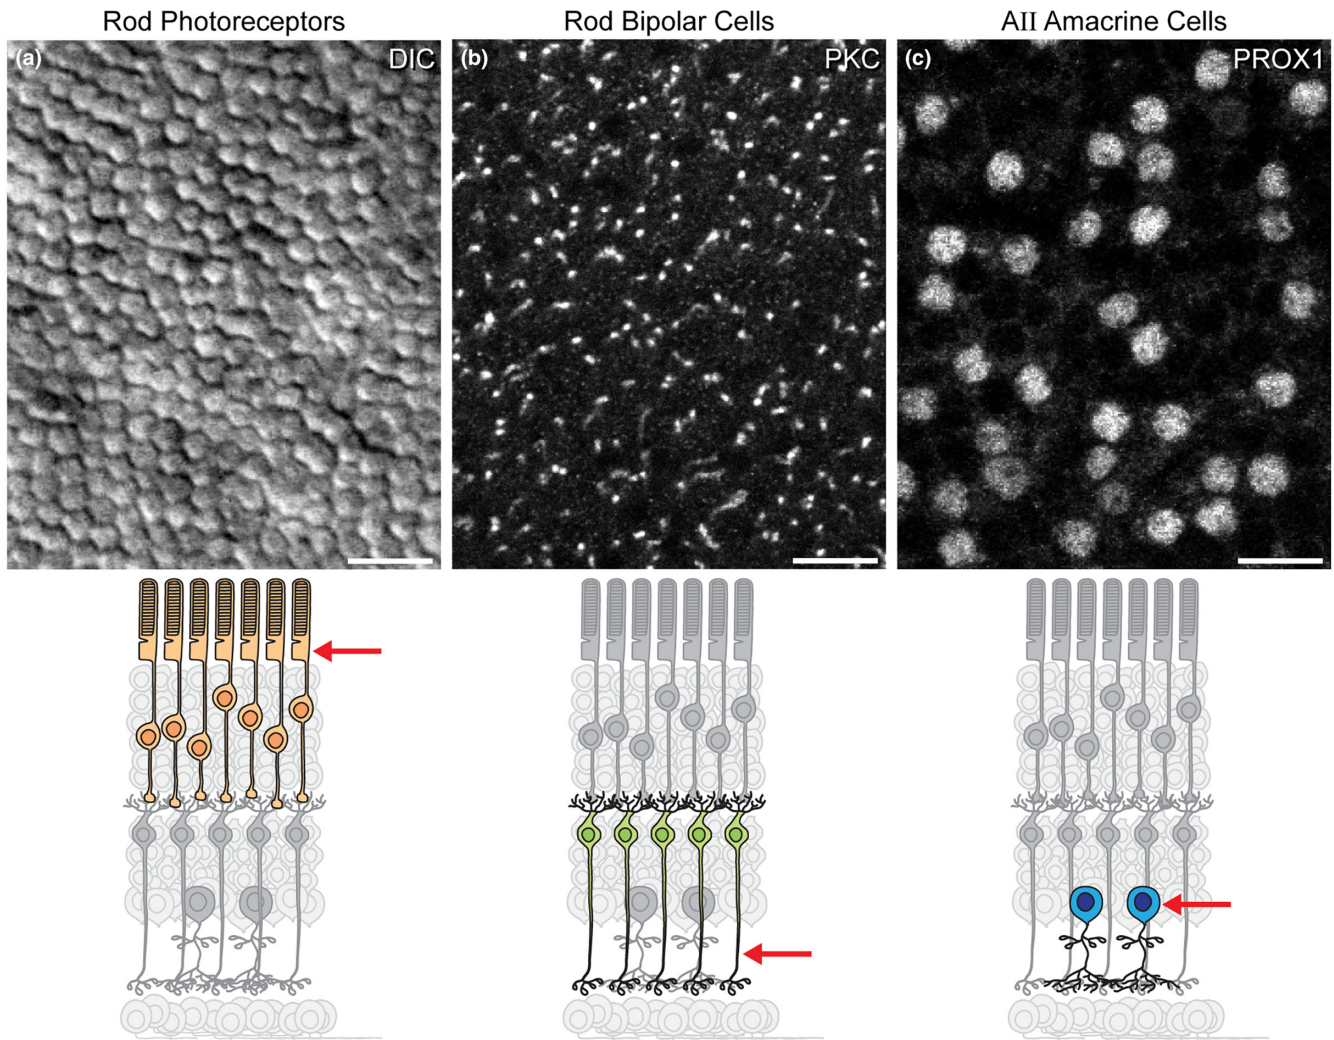 Rod Photoreceptors
Rod Bipolar Cells
AII Amacrine Cells
(a)
DIC
(b)
PKC
(c)
PROX1